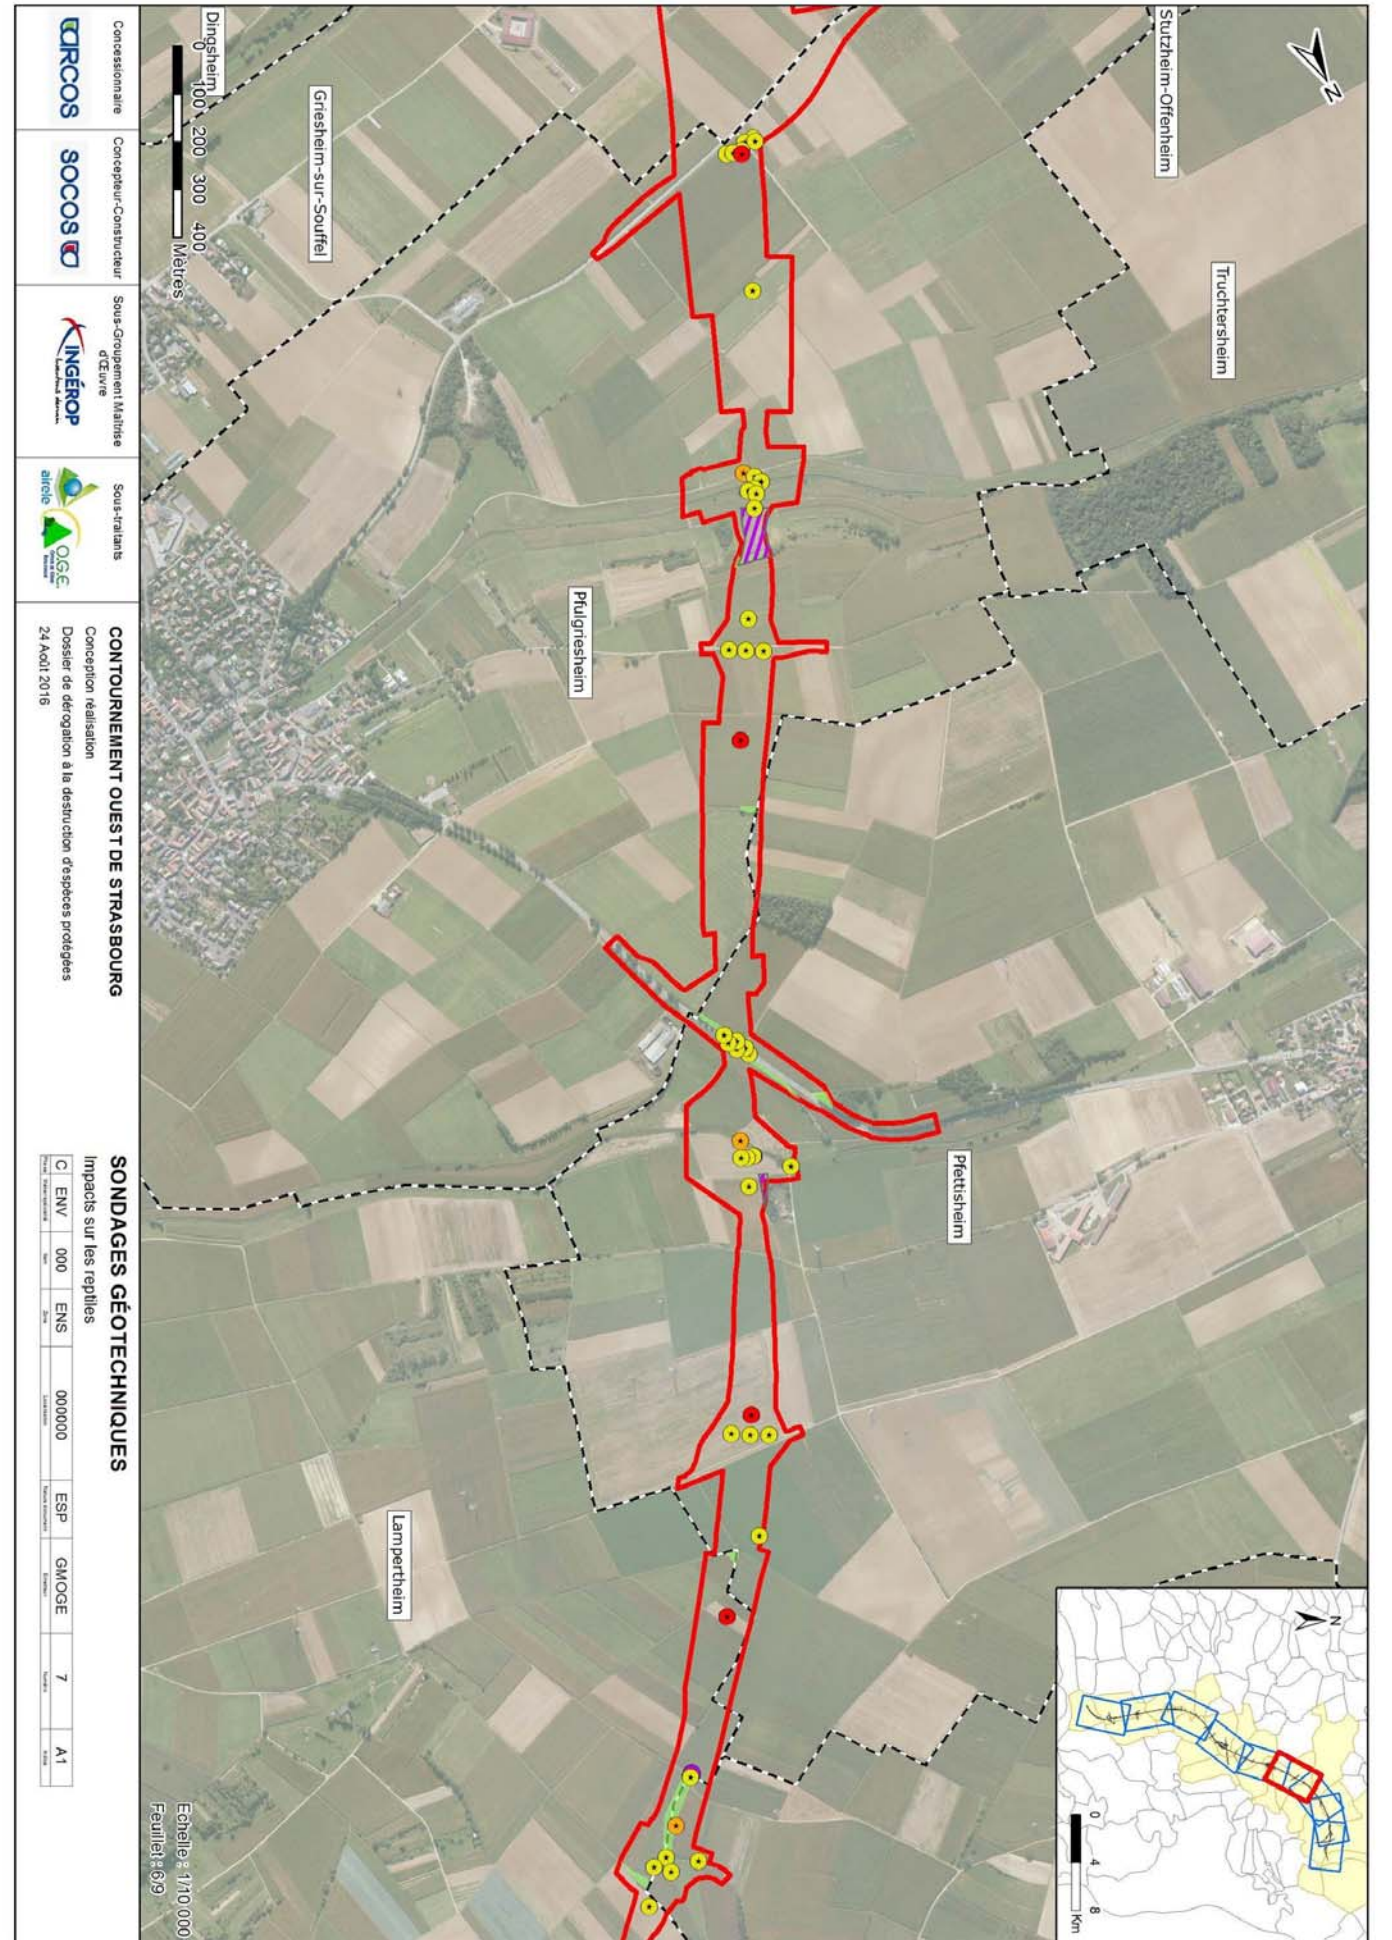 Stutzheim-Offenheim
Truchtersheim
Dingsheim
Griesheim-sur-Souffel
Pfulgriesheim
Pfettisheim
Lampertheim
N
0 100 200 300 400
Mètres
N
0 4 8
Km
Echelle : 1/10 000
Feuillet : 6/9
Concessionnaire
ARCOS
Concepteur-Constructeur
SOCOS
Sous-Groupement Maîtrise
d'Œuvre
INGÉROP
Sous-traitants
airele
O.G.E.
CONTOURNEMENT OUEST DE STRASBOURG
Conception réalisation
Dossier de dérogation à la destruction d'espèces protégées
24 Août 2016
SONDAGES GÉOTECHNIQUES
Impacts sur les reptiles
C ENV 000 ENS 000000 ESP GMOGE 7 A1